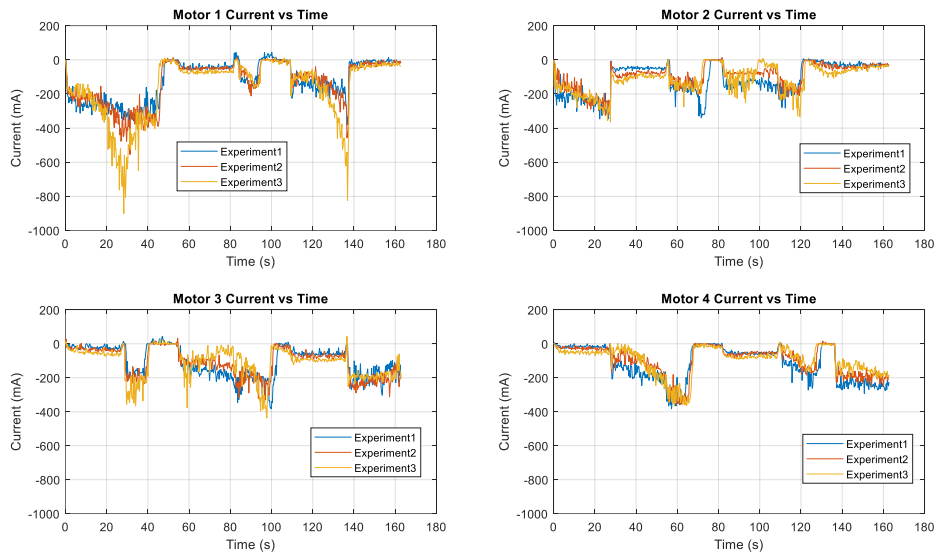 Motor 1 Current vs Time
200
0
-200
-400
-600
-800
-1000
Current (mA)
0 20 40 60 80 100 120 140 160 180
Time (s)
Experiment1
Experiment2
Experiment3
Motor 2 Current vs Time
200
0
-200
-400
-600
-800
-1000
Current (mA)
0 20 40 60 80 100 120 140 160 180
Time (s)
Experiment1
Experiment2
Experiment3
Motor 3 Current vs Time
200
0
-200
-400
-600
-800
-1000
Current (mA)
0 20 40 60 80 100 120 140 160 180
Time (s)
Experiment1
Experiment2
Experiment3
Motor 4 Current vs Time
200
0
-200
-400
-600
-800
-1000
Current (mA)
0 20 40 60 80 100 120 140 160 180
Time (s)
Experiment1
Experiment2
Experiment3